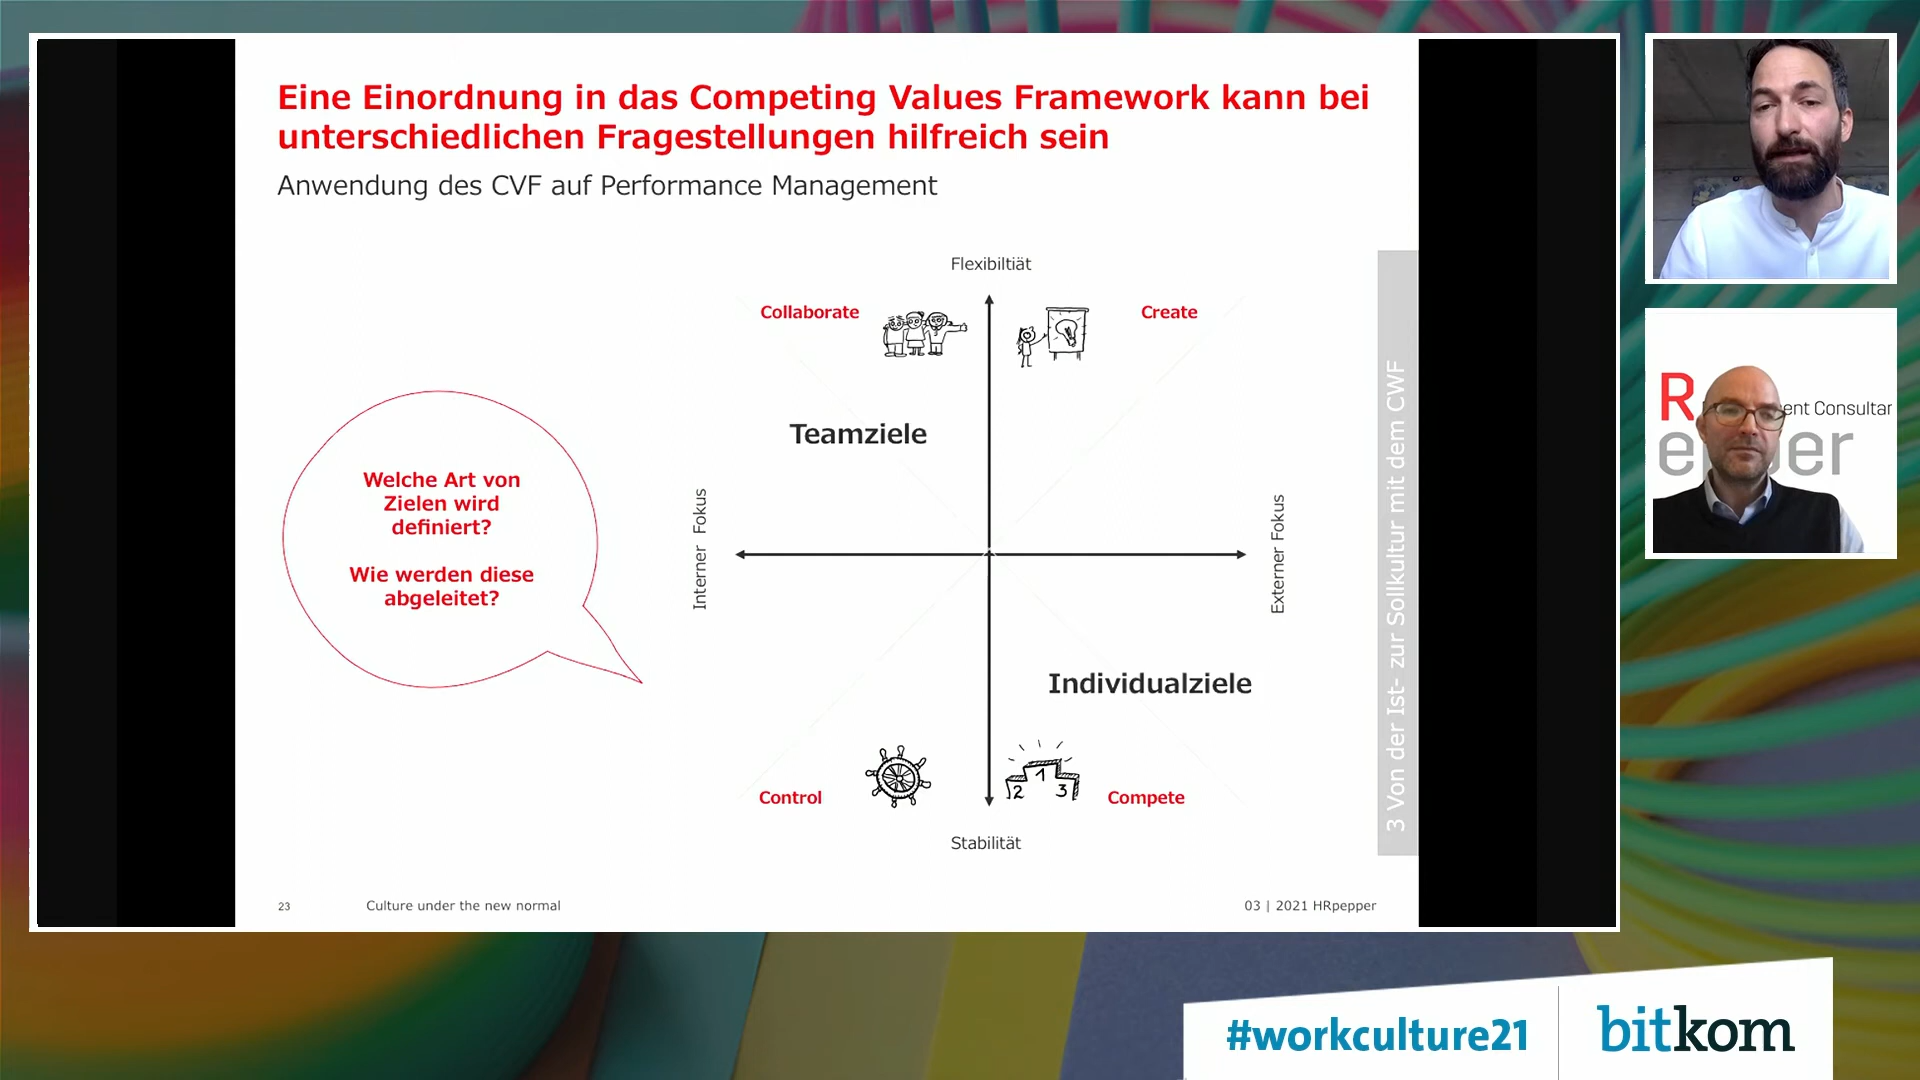 Eine Einordnung in das Competing Values Framework kann bei
unterschiedlichen Fragestellungen hilfreich sein
Anwendung des CVF auf Performance Management
Flexibiltiät
Collaborate
Create
Teamziele
Welche Art von
Zielen wird
definiert?
Wie werden diese
abgeleitet?
Interner Fokus
Externer Fokus
Individualziele
Control
1
2
3
Compete
Stabilität
3 Von der Ist- zur Sollkultur mit dem CWF
23
Culture under the new normal
03 | 2021 HRpepper
#workculture21
bitkom